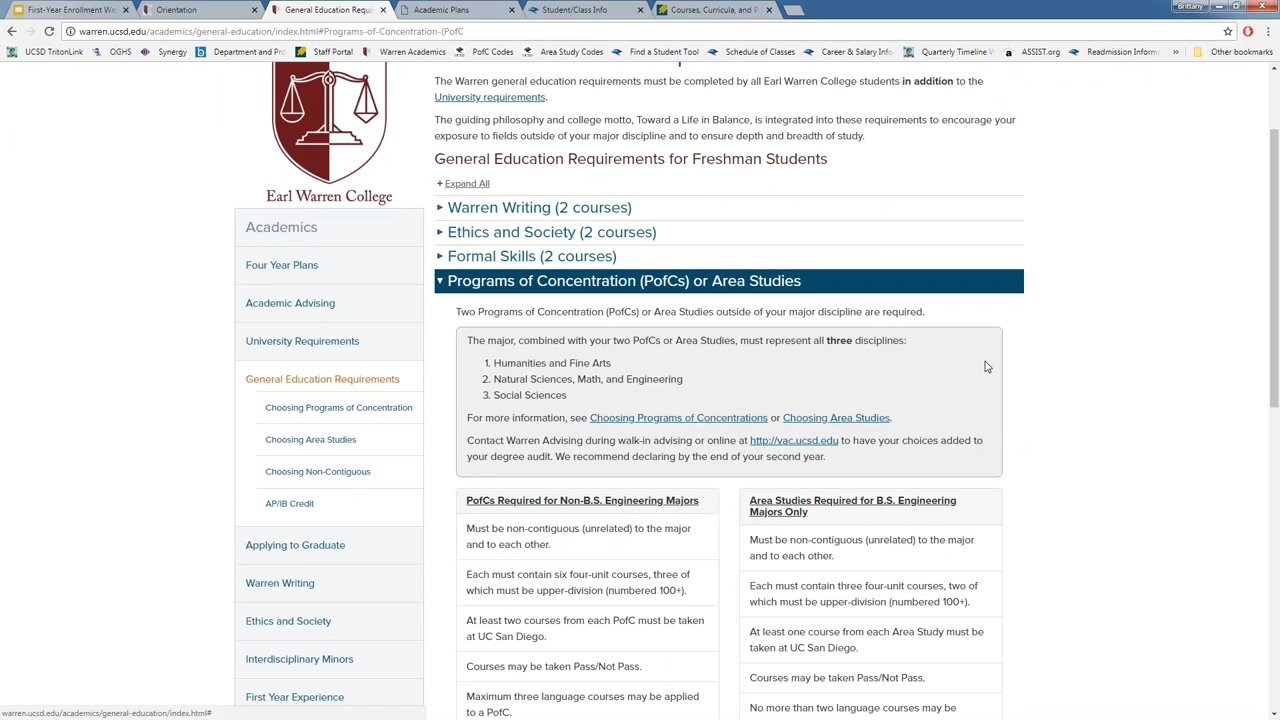 First-Year Enrollment We
Orientation
General Education Requi
Academic Plans
Student/Class Info
Courses, Curricula, and P
Brittany
warren.ucsd.edu/academics/general-education/index.html#Programs-of-Concentration-(PofC
UCSD TritonLink
OGHS
Synergy
Department and Pro
Staff Portal
Warren Academics
PofC Codes
Area Study Codes
Find a Student Tool
Schedule of Classes
Career & Salary Info
Quarterly Timeline
ASSIST.org
Readmission Inform
»
Other bookmarks
Earl Warren College
Academics
Four Year Plans
Academic Advising
University Requirements
General Education Requirements
Choosing Programs of Concentration
Choosing Area Studies
Choosing Non-Contiguous
AP/IB Credit
Applying to Graduate
Warren Writing
Ethics and Society
Interdisciplinary Minors
First Year Experience
The Warren general education requirements must be completed by all Earl Warren College students in addition to the
University requirements.
The guiding philosophy and college motto, Toward a Life in Balance, is integrated into these requirements to encourage your
exposure to fields outside of your major discipline and to ensure depth and breadth of study.
General Education Requirements for Freshman Students
+ Expand All
Warren Writing (2 courses)
Ethics and Society (2 courses)
Formal Skills (2 courses)
Programs of Concentration (PofCs) or Area Studies
Two Programs of Concentration (PofCs) or Area Studies outside of your major discipline are required.
The major, combined with your two PofCs or Area Studies, must represent all three disciplines:
1. Humanities and Fine Arts
2. Natural Sciences, Math, and Engineering
3. Social Sciences
For more information, see Choosing Programs of Concentrations or Choosing Area Studies.
Contact Warren Advising during walk-in advising or online at http://vac.ucsd.edu to have your choices added to
your degree audit. We recommend declaring by the end of your second year.
PofCs Required for Non-B.S. Engineering Majors
Must be non-contiguous (unrelated) to the major
and to each other.
Each must contain six four-unit courses, three of
which must be upper-division (numbered 100+).
At least two courses from each PofC must be taken
at UC San Diego.
Courses may be taken Pass/Not Pass.
Maximum three language courses may be applied
to a PofC.
Area Studies Required for B.S. Engineering
Majors Only
Must be non-contiguous (unrelated) to the major
and to each other.
Each must contain three four-unit courses, two of
which must be upper-division (numbered 100+).
At least one course from each Area Study must be
taken at UC San Diego.
Courses may be taken Pass/Not Pass.
No more than two language courses may be
warren.ucsd.edu/academics/general-education/index.html#